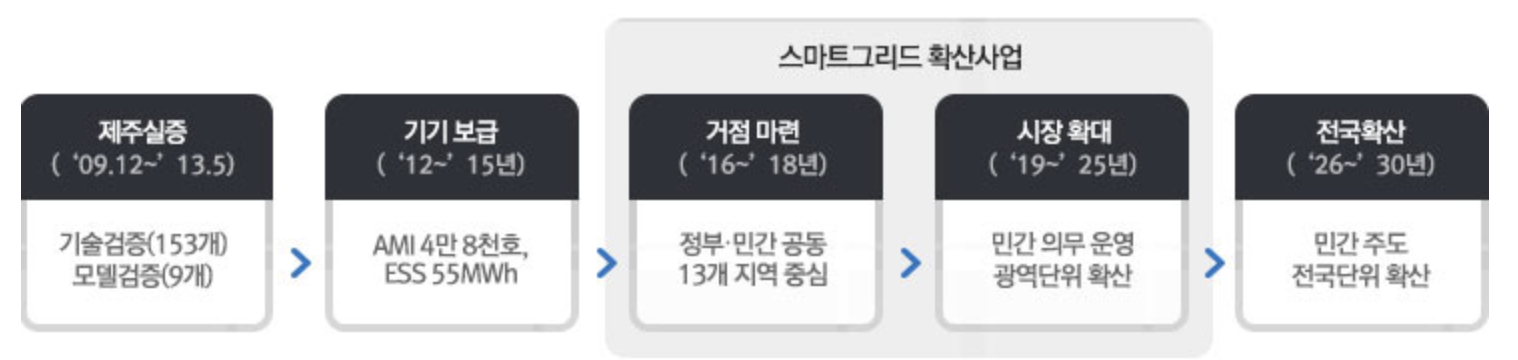 스마트그리드 확산사업
제주실증
( ‘09.12~’ 13.5)
기술검증(153개)
모델검증(9개)
기기 보급
( ‘12~’ 15년)
AMI 4만 8천호,
ESS 55MWh
거점 마련
( ‘16~’ 18년)
정부·민간 공동
13개 지역 중심
시장 확대
( ‘19~’ 25년)
민간 의무 운영
광역단위 확산
전국확산
( ‘26~’ 30년)
민간 주도
전국단위 확산